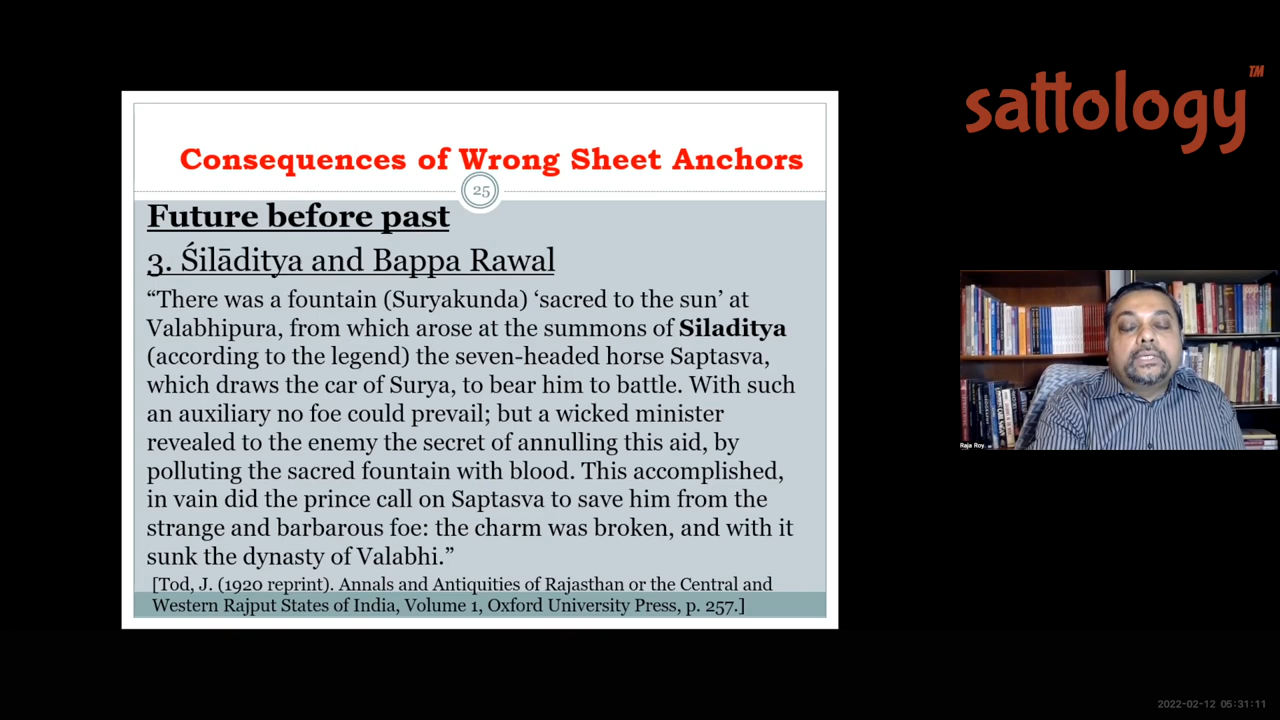 sattology™
Consequences of Wrong Sheet Anchors
25
Future before past
3. Śilāditya and Bappa Rawal
“There was a fountain (Suryakunda) ‘sacred to the sun’ at
Valabhipura, from which arose at the summons of Siladitya
(according to the legend) the seven-headed horse Saptasva,
which draws the car of Surya, to bear him to battle. With such
an auxiliary no foe could prevail; but a wicked minister
revealed to the enemy the secret of annulling this aid, by
polluting the sacred fountain with blood. This accomplished,
in vain did the prince call on Saptasva to save him from the
strange and barbarous foe: the charm was broken, and with it
sunk the dynasty of Valabhi.”
[Tod, J. (1920 reprint). Annals and Antiquities of Rajasthan or the Central and
Western Rajput States of India, Volume 1, Oxford University Press, p. 257.]
Raja Roy.
2022-02-12 05:31:11